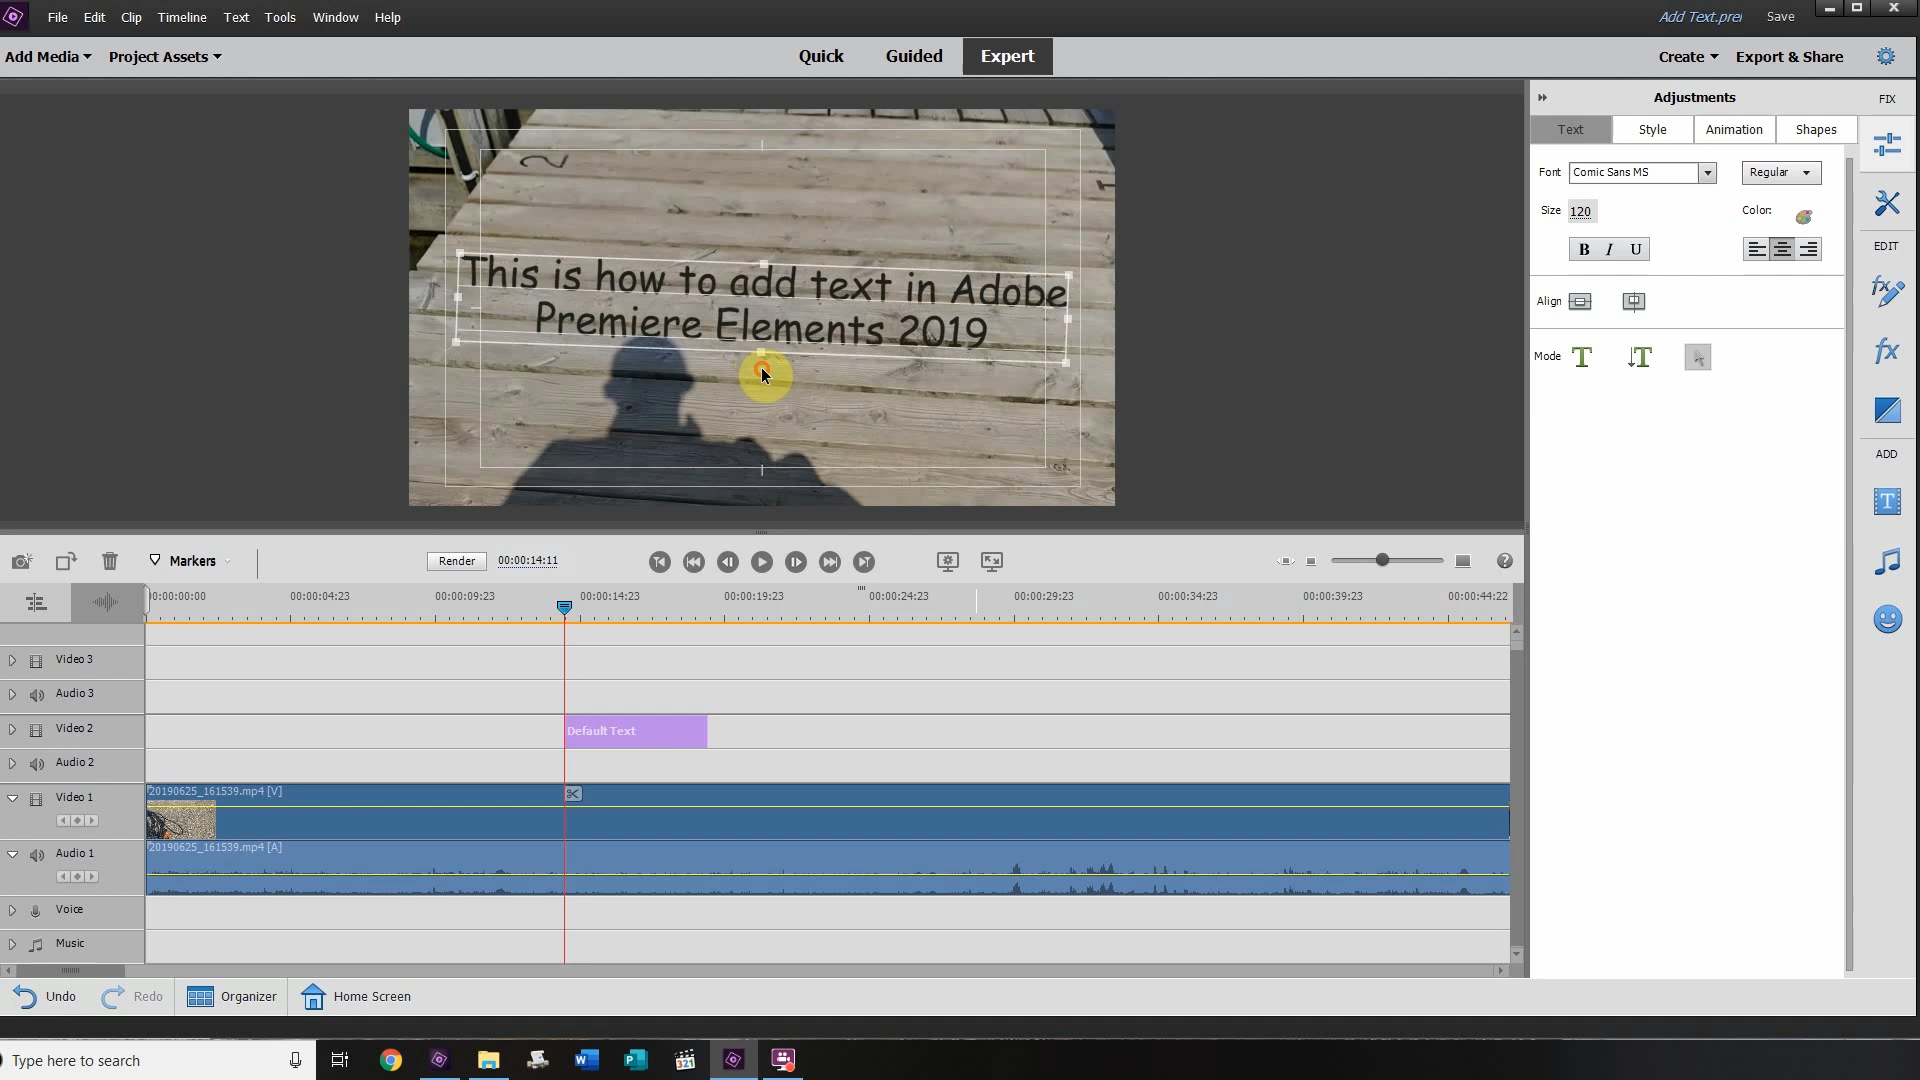 File Edit Clip Timeline Text Tools Window Help
Add Text.prel Save
Add Media Project Assets
Quick Guided Expert
Create Export & Share
Adjustments
FIX
Text Style Animation Shapes
Font Comic Sans MS Regular
Size 120 Color:
B I U
EDIT
Align
Mode
ADD
This is how to add text in Adobe
Premiere Elements 2019
Markers
Render 00:00:14:11
00:00:00:00 00:00:04:23 00:00:09:23 00:00:14:23 00:00:19:23 00:00:24:23 00:00:29:23 00:00:34:23 00:00:39:23 00:00:44:22
Video 3
Audio 3
Video 2
Default Text
Audio 2
Video 1
20190625_161539.mp4 [V]
Audio 1
20190625_161539.mp4 [A]
Voice
Music
Undo Redo Organizer Home Screen
Type here to search
321